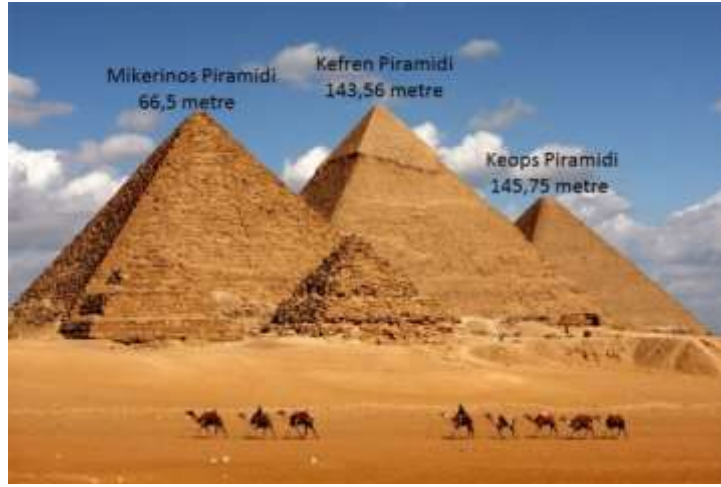 Mikerinos Piramidi
66,5 metre
Kefren Piramidi
143,56 metre
Keops Piramidi
145,75 metre